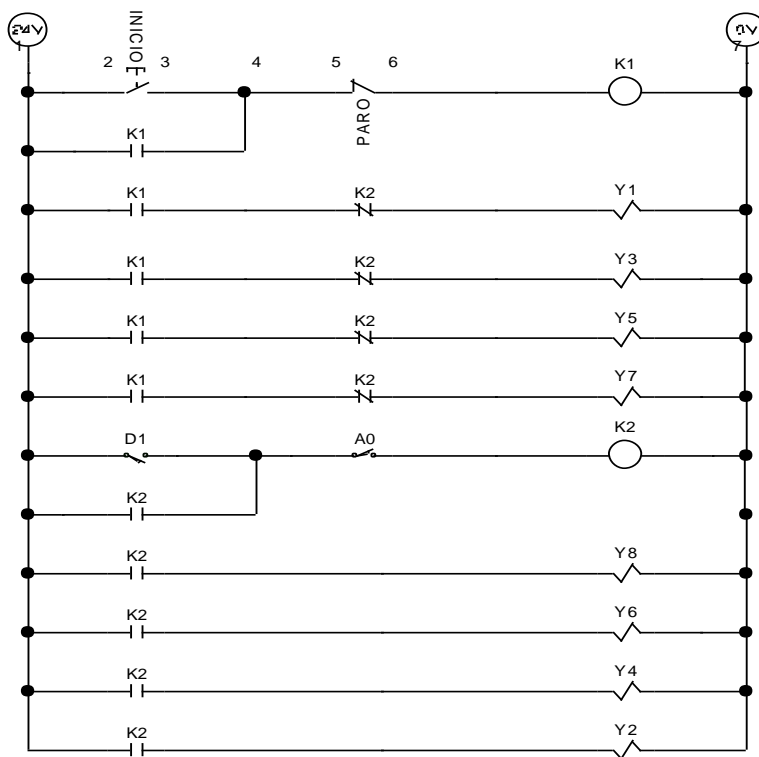 24V 0V
1 7
INICIO
2 3 4 5 6 K1
PARO
K1
K1 K2 Y1
K1 K2 Y3
K1 K2 Y5
K1 K2 Y7
D1 A0 K2
K2
K2 Y8
K2 Y6
K2 Y4
K2 Y2